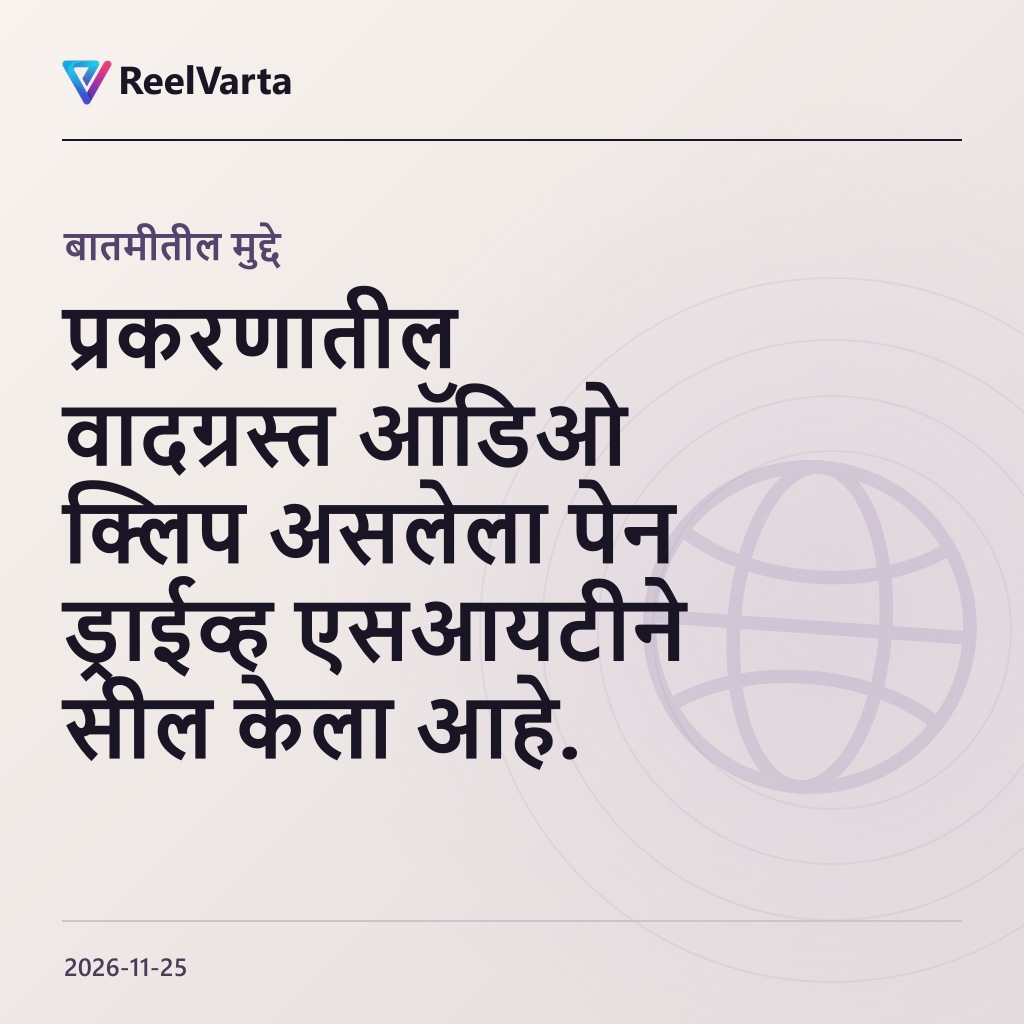 ReelVarta
बातमीतील मुद्दे
प्रकरणातील
वादग्रस्त ऑडिओ
क्लिप असलेला पेन
ड्राईव्ह एसआयटीने
सील केला आहे.
2026-11-25